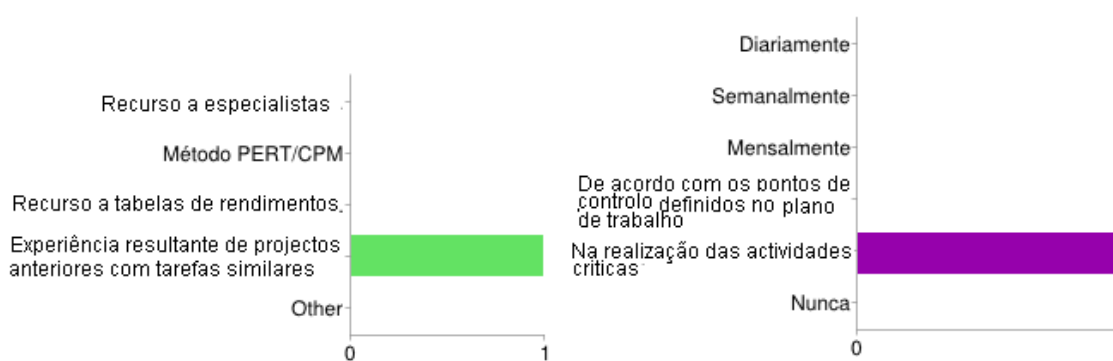 Recurso a especialistas
Método PERT/CPM
Recurso a tabelas de rendimentos.
Experiência resultante de projectos
anteriores com tarefas similares
Other
0
1
Diariamente
Semanalmente
Mensalmente
De acordo com os pontos de
controlo definidos no plano
de trabalho
Na realização das actividades
criticas
Nunca
0